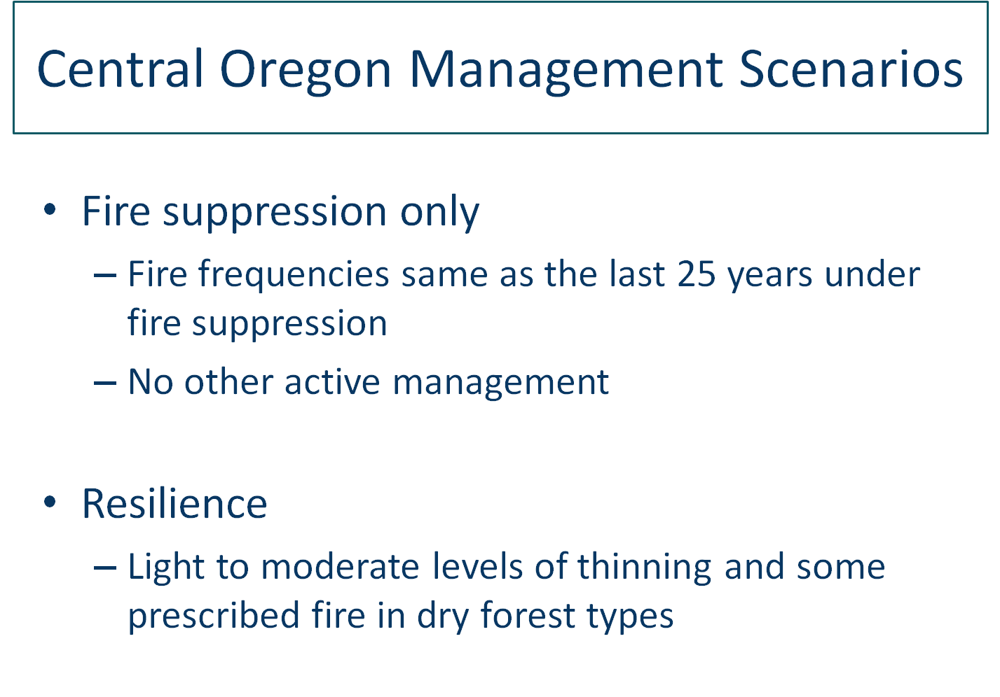 Central Oregon Management Scenarios
• Fire suppression only
– Fire frequencies same as the last 25 years under
fire suppression
– No other active management
• Resilience
– Light to moderate levels of thinning and some
prescribed fire in dry forest types